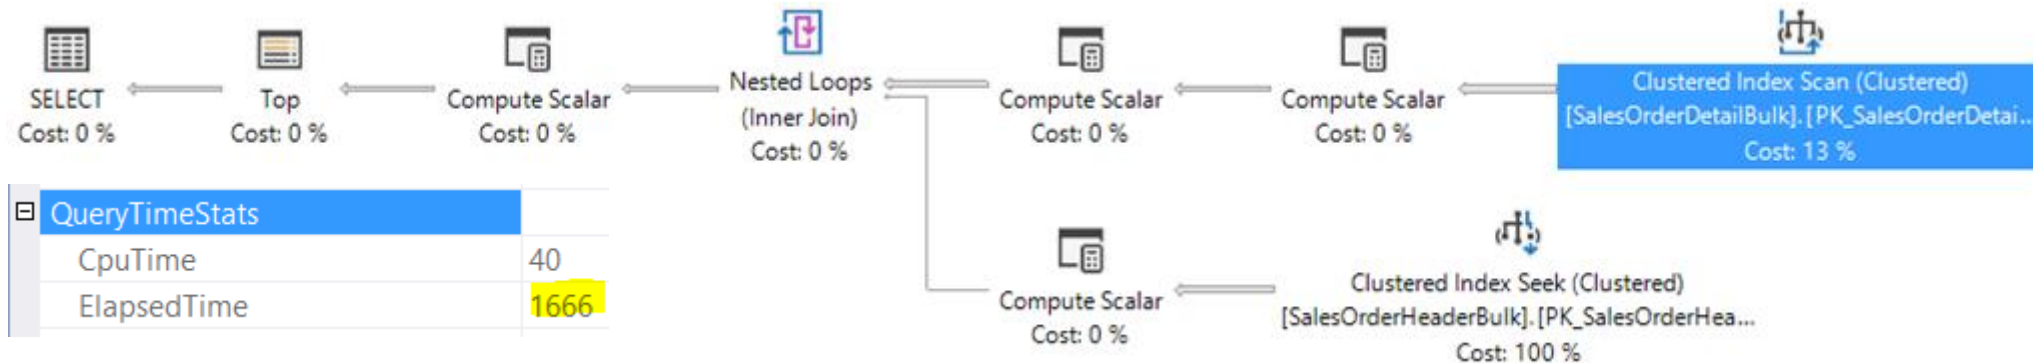 SELECT
Cost: 0 %
Top
Cost: 0 %
Compute Scalar
Cost: 0 %
Nested Loops
(Inner Join)
Cost: 0 %
Compute Scalar
Cost: 0 %
Compute Scalar
Cost: 0 %
Clustered Index Scan (Clustered)
[SalesOrderDetailBulk].[PK_SalesOrderDetai...
Cost: 13 %
QueryTimeStats
CpuTime 40
ElapsedTime 1666
Compute Scalar
Cost: 0 %
Clustered Index Seek (Clustered)
[SalesOrderHeaderBulk].[PK_SalesOrderHea...
Cost: 100 %